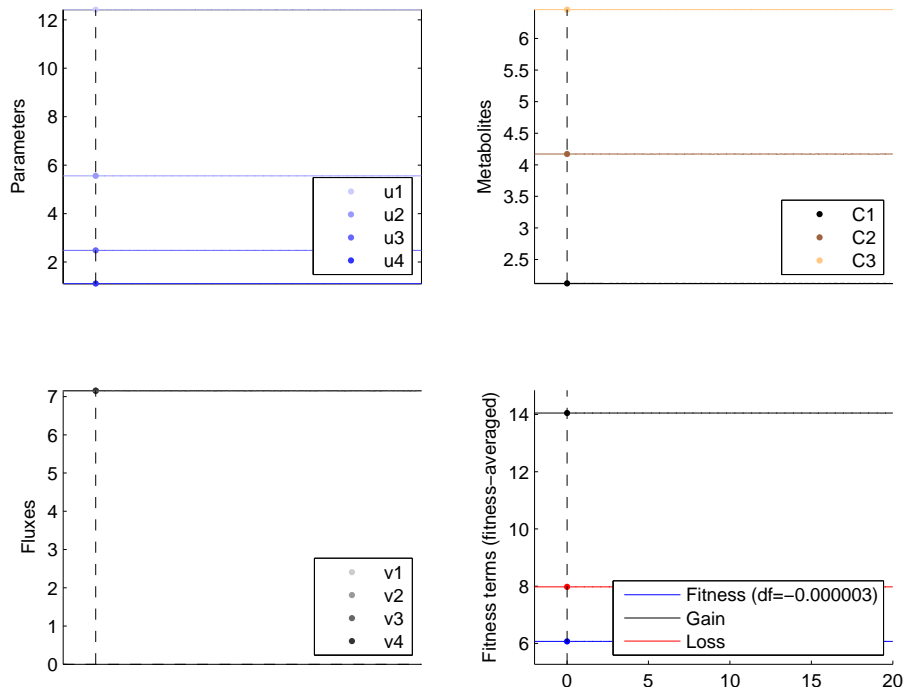 12
10
8
6
4
2
Parameters
u1
u2
u3
u4
6
5.5
5
4.5
4
3.5
3
2.5
Metabolites
C1
C2
C3
7
6
5
4
3
2
1
0
Fluxes
v1
v2
v3
v4
14
12
10
8
6
Fitness terms (fitness−averaged)
Fitness (df=−0.000003)
Gain
Loss
0 5 10 15 20